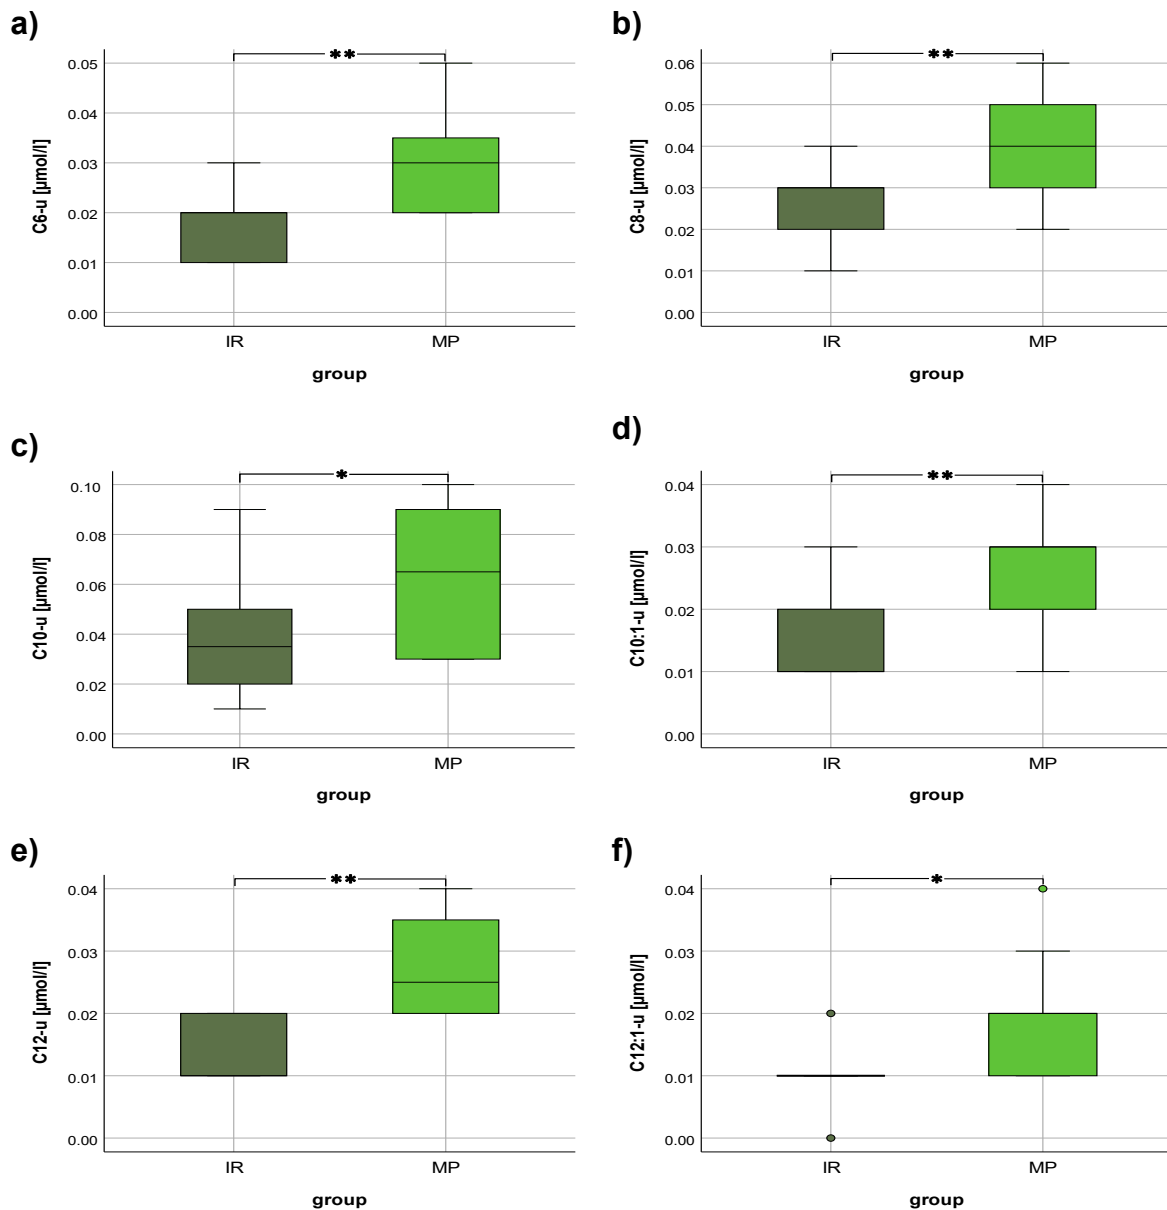 a)
**
C6-u [µmol/l]
0.05
0.04
0.03
0.02
0.01
0.00
IR MP
group
b)
**
C8-u [µmol/l]
0.06
0.05
0.04
0.03
0.02
0.01
0.00
IR MP
group
c)
*
C10-u [µmol/l]
0.10
0.08
0.06
0.04
0.02
0.00
IR MP
group
d)
**
C10:1-u [µmol/l]
0.04
0.03
0.02
0.01
0.00
IR MP
group
e)
**
C12-u [µmol/l]
0.04
0.03
0.02
0.01
0.00
IR MP
group
f)
*
C12:1-u [µmol/l]
0.04
0.03
0.02
0.01
0.00
IR MP
group